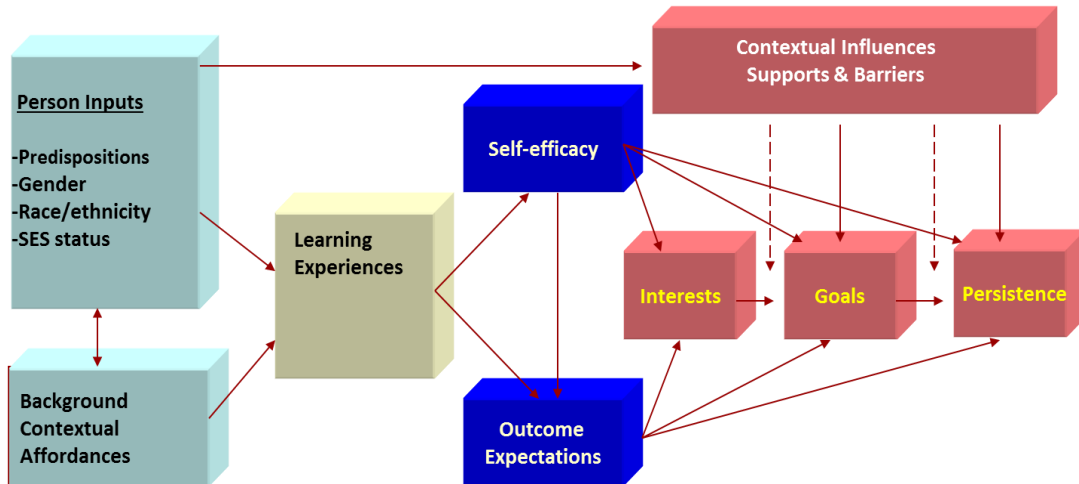 Person Inputs
-Predispositions
-Gender
-Race/ethnicity
-SES status
Background
Contextual
Affordances
Learning
Experiences
Self-efficacy
Outcome
Expectations
Contextual Influences
Supports & Barriers
Interests
Goals
Persistence